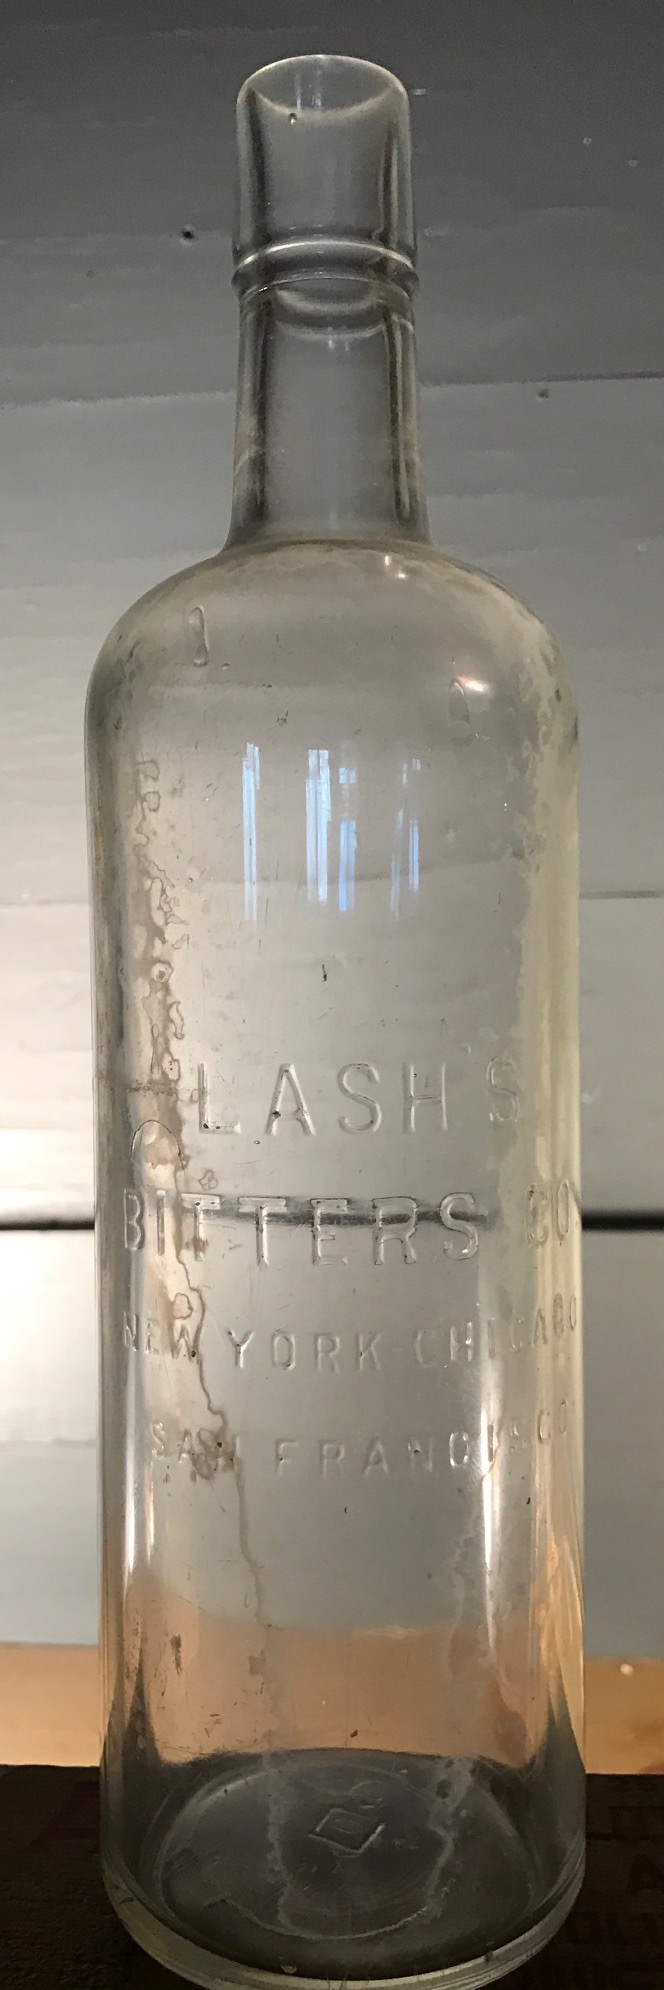 LASH'S
BITTERS CO.
NEW YORK·CHICAGO
SAN FRANCISCO